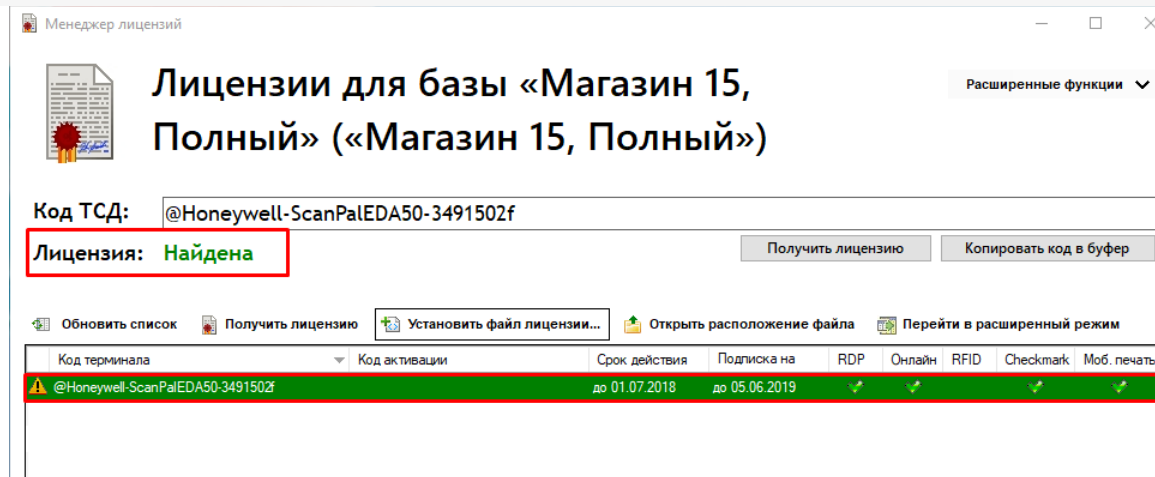 Менеджер лицензий
Лицензии для базы «Магазин 15,
Полный» («Магазин 15, Полный»)
Расширенные функции
Код ТСД: @Honeywell-ScanPalEDA50-3491502f
Лицензия: Найдена
Получить лицензию Копировать код в буфер
Обновить список Получить лицензию Установить файл лицензии... Открыть расположение файла Перейти в расширенный режим
Код терминала Код активации Срок действия Подписка на RDP Онлайн RFID Checkmark Моб. печать
@Honeywell-ScanPalEDA50-3491502f до 01.07.2018 до 05.06.2019